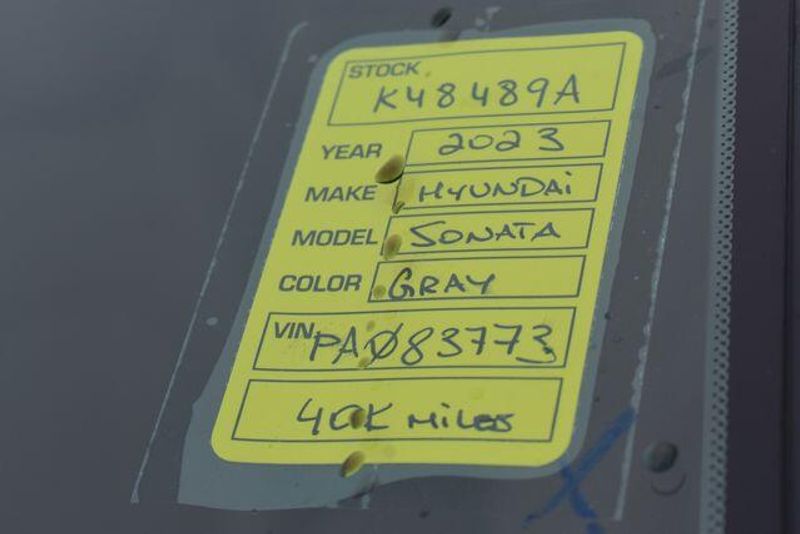 STOCK
K48489A
YEAR 2023
MAKE HYUNDAi
MODEL SONATA
COLOR GRAY
VIN PAØ83773
40K MiLES